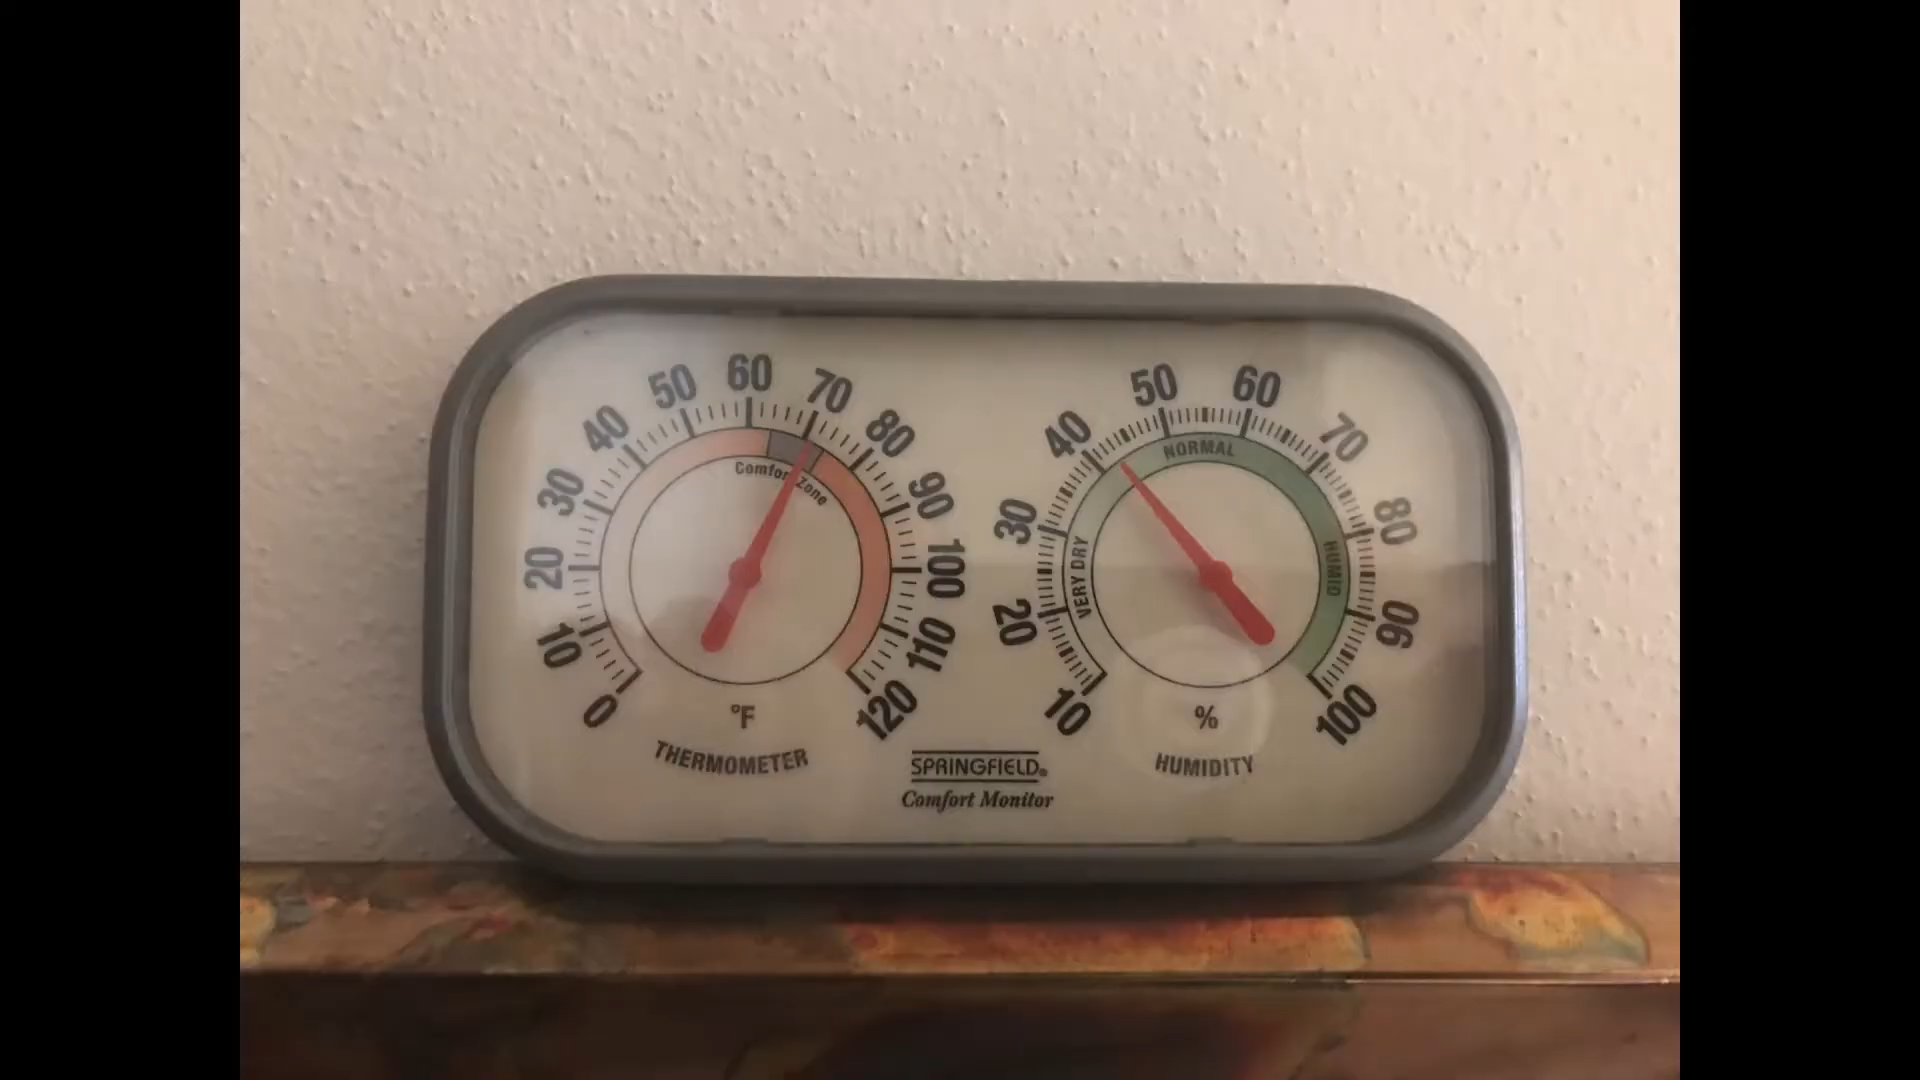 0 10 20 30 40 50 60 70 80 90 100 110 120
Comfort Zone
°F
THERMOMETER
10 20 30 40 50 60 70 80 90 100
VERY DRY NORMAL HUMID
%
HUMIDITY
SPRINGFIELD®
Comfort Monitor